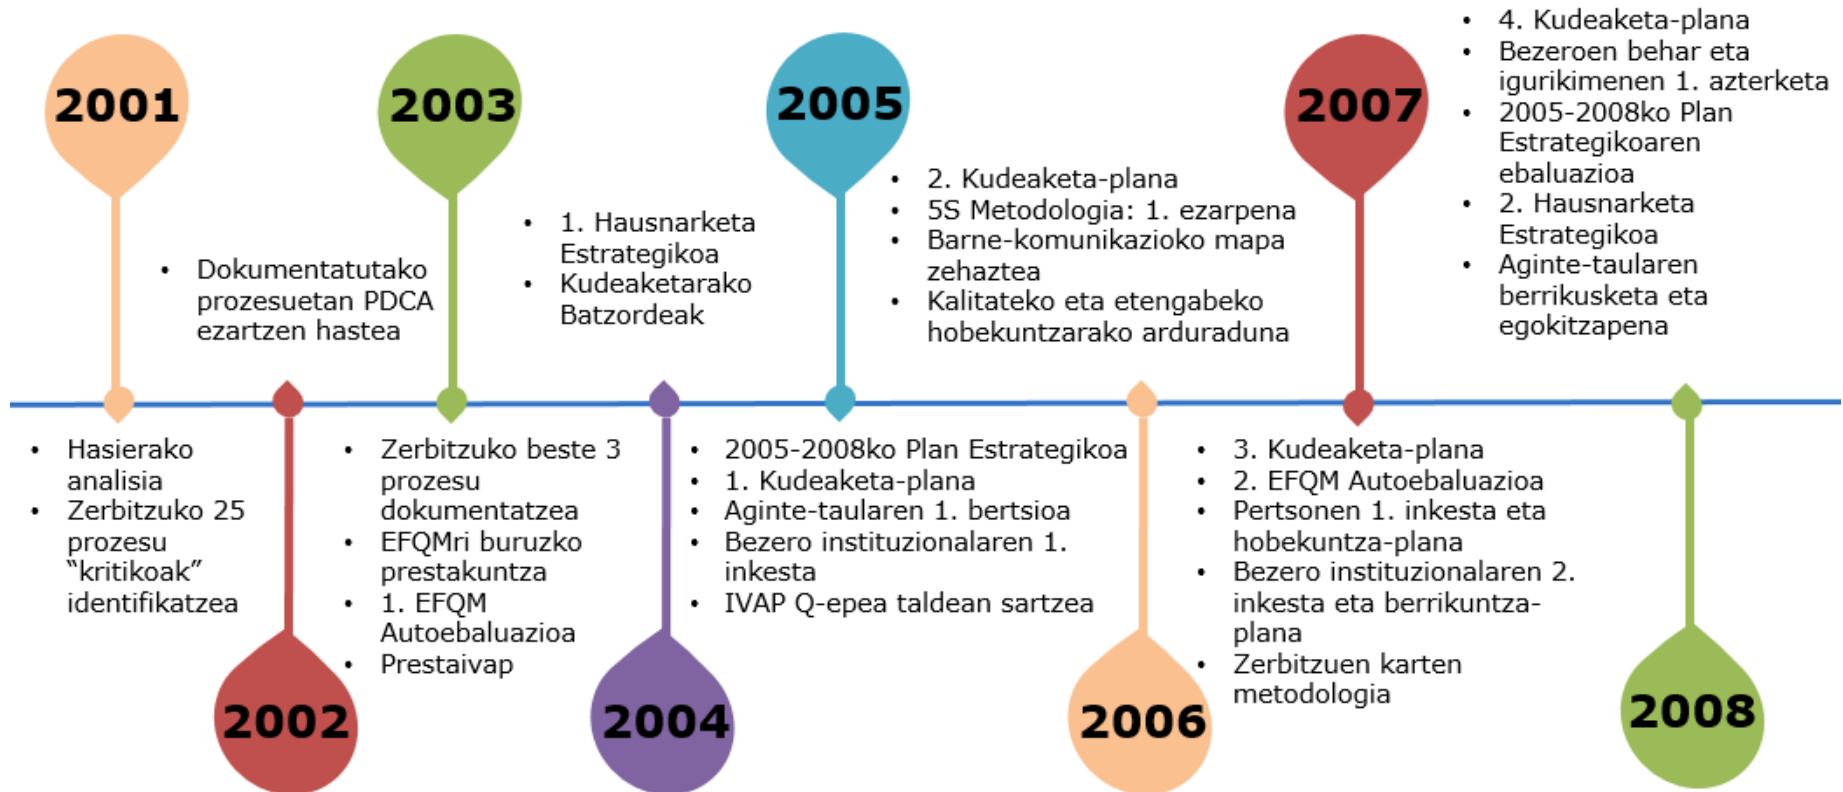 2001
• Hasierako
analisia
• Zerbitzuko 25
prozesu
“kritikoak”
identifikatzea
• Dokumentatutako
prozesuetan PDCA
ezartzen hastea
2002
2003
• Zerbitzuko beste 3
prozesu
dokumentatzea
• EFQMri buruzko
prestakuntza
• 1. EFQM
Autoebaluazioa
• Prestaivap
• 1. Hausnarketa
Estrategikoa
• Kudeaketarako
Batzordeak
2004
2005
• 2005-2008ko Plan Estrategikoa
• 1. Kudeaketa-plana
• Aginte-taularen 1. bertsioa
• Bezero instituzionalaren 1.
inkesta
• IVAP Q-epea taldean sartzea
• 2. Kudeaketa-plana
• 5S Metodologia: 1. ezarpena
• Barne-komunikazioko mapa
zehaztea
• Kalitateko eta etengabeko
hobekuntzarako arduraduna
2006
2007
• 3. Kudeaketa-plana
• 2. EFQM Autoebaluazioa
• Pertsonen 1. inkesta eta
hobekuntza-plana
• Bezero instituzionalaren 2.
inkesta eta berrikuntza-
plana
• Zerbitzuen karten
metodologia
• 4. Kudeaketa-plana
• Bezeroen behar eta
igurikimenen 1. azterketa
• 2005-2008ko Plan
Estrategikoaren
ebaluazioa
• 2. Hausnarketa
Estrategikoa
• Aginte-taularen
berrikusketa eta
egokitzapena
2008